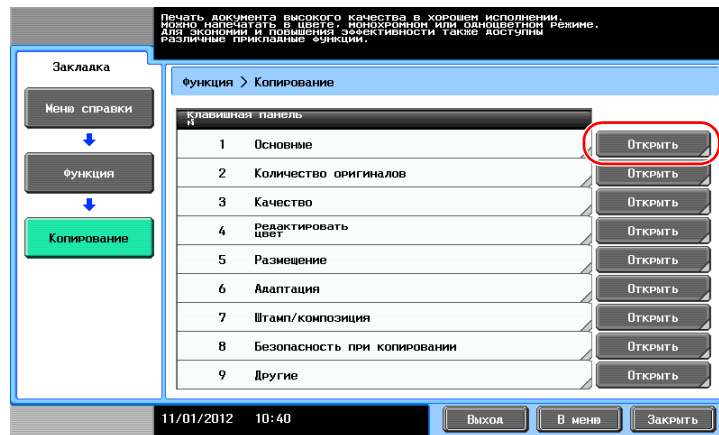 Печать документа высокого качества в хорошем исполнении.
Можно напечатать в цвете, монохромном или одноцветном режиме.
Для экономии и повышения эффективности также доступны
различные прикладные функции.
Закладка
Функция > Копирование
Меню справки
Клавишная панель
й
1 Основные Открыть
2 Количество оригиналов Открыть
Функция
3 Качество Открыть
4 Редактировать
цвет Открыть
Копирование
5 Размещение Открыть
6 Адаптация Открыть
7 Штамп/композиция Открыть
8 Безопасность при копировании Открыть
9 Другие Открыть
11/01/2012 10:40 Выход В меню Закрыть